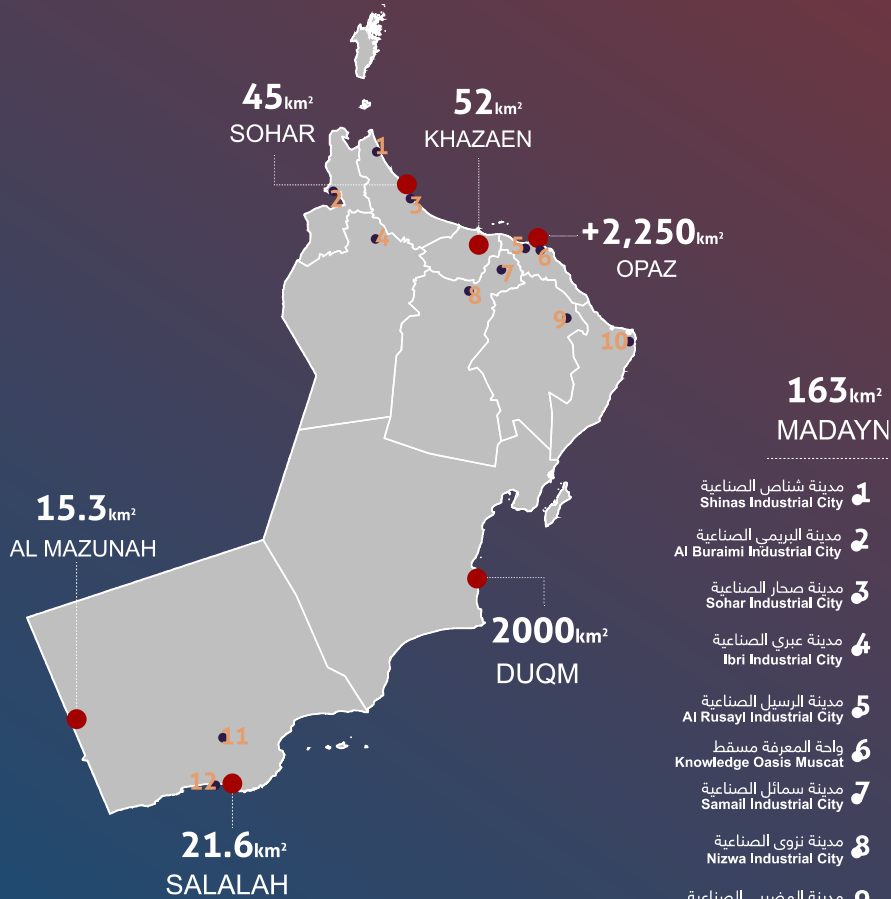 45km²
SOHAR
52km²
KHAZAEN
+2,250km²
OPAZ
1
2
3
4
5
6
7
8
9
10
163km²
MADAYN
15.3km²
AL MAZUNAH
2000km²
DUQM
11
12
21.6km²
SALALAH
مدينة شناص الصناعية
Shinas Industrial City
1
مدينة البريمي الصناعية
Al Buraimi Industrial City
2
مدينة صحار الصناعية
Sohar Industrial City
3
مدينة عبري الصناعية
Ibri Industrial City
4
مدينة الرسيل الصناعية
Al Rusayl Industrial City
5
واحة المعرفة مسقط
Knowledge Oasis Muscat
6
مدينة سمائل الصناعية
Samail Industrial City
7
مدينة نزوى الصناعية
Nizwa Industrial City
8
مدينة المضيبي الصناعية
9